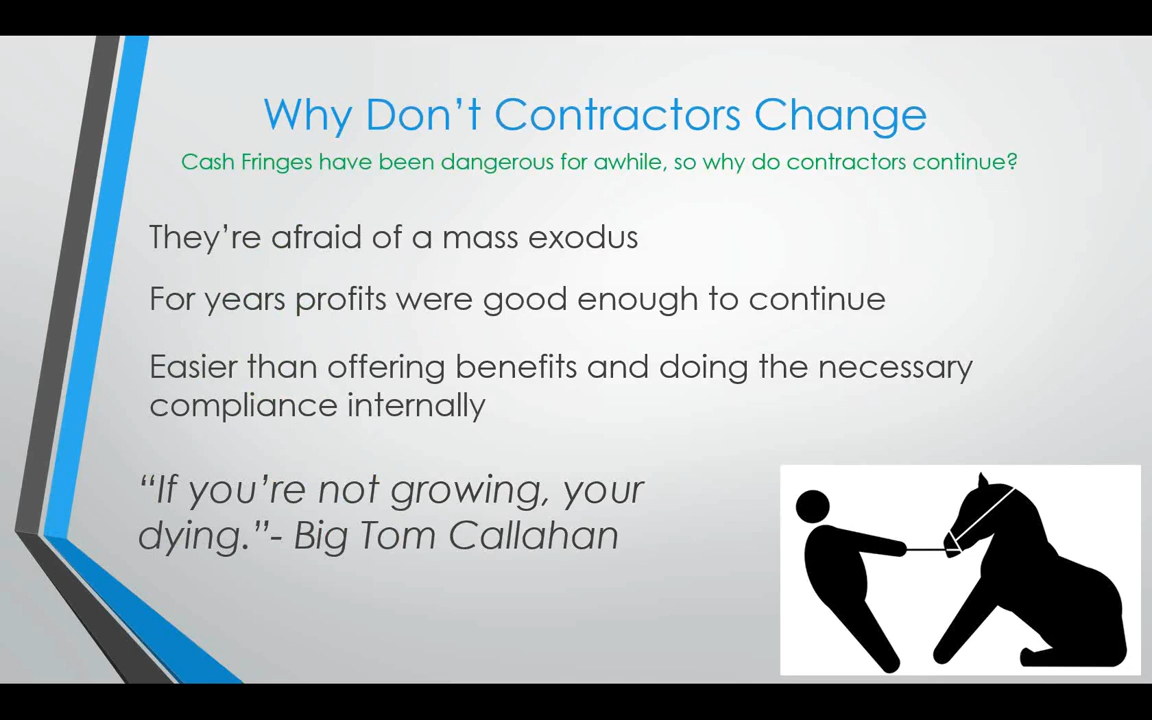 Why Don’t Contractors Change
Cash Fringes have been dangerous for awhile, so why do contractors continue?
They’re afraid of a mass exodus
For years profits were good enough to continue
Easier than offering benefits and doing the necessary
compliance internally
“If you’re not growing, your
dying.”- Big Tom Callahan